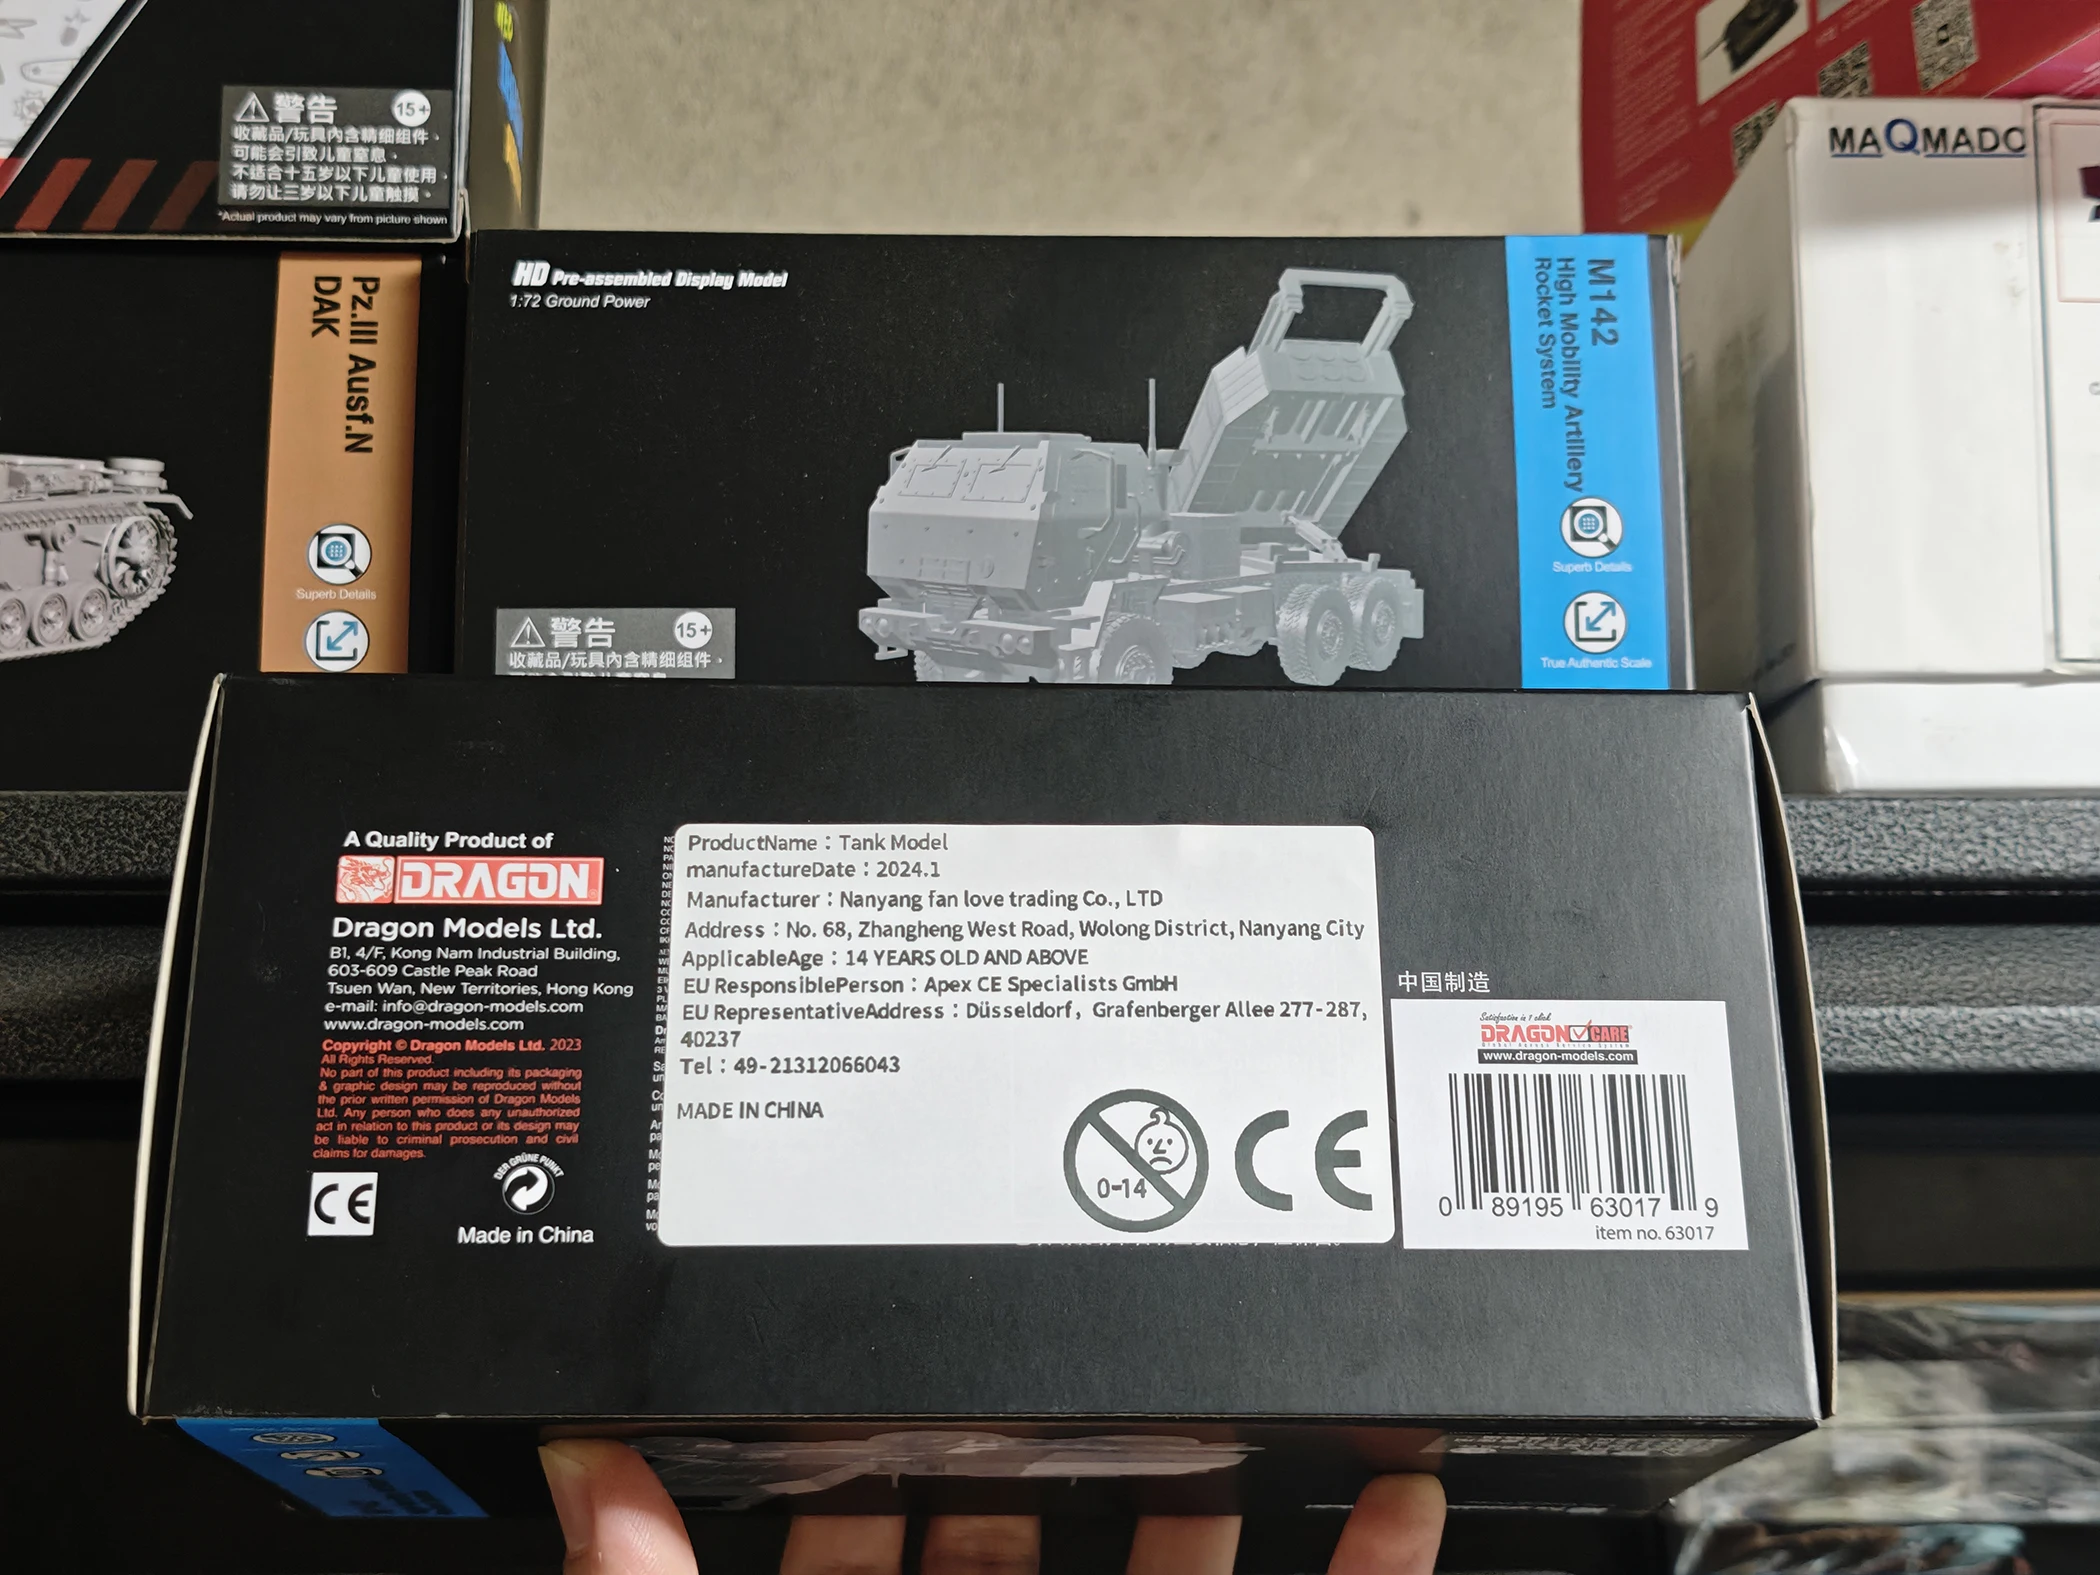 警告 15+
收藏品/玩具內含精细组件。
可能会引致儿童窒息。
不适合十五岁以下儿童使用。
请勿让三岁以下儿童触摸。
*Actual product may vary from picture shown
Pz.III Ausf.N
DAK
Superb Details
HD Pre-assembled Display Model
1:72 Ground Power
警告 15+
收藏品/玩具內含精细组件。
M142
High Mobility Artillery
Rocket System
Superb Details
True Authentic Scale
MAQMADC
A Quality Product of
DRAGON
Dragon Models Ltd.
B1, 4/F, Kong Nam Industrial Building,
603-609 Castle Peak Road
Tsuen Wan, New Territories, Hong Kong
e-mail: info@dragon-models.com
www.dragon-models.com
Copyright © Dragon Models Ltd. 2023
All Rights Reserved.
No part of this product including its packaging
& graphic design may be reproduced without
the prior written permission of Dragon Models
Ltd. Any person who does any unauthorized
act in relation to this product or its design may
be liable to criminal prosecution and civil
claims for damages.
CE
DER GRÜNE PUNKT
Made in China
ProductName：Tank Model
manufactureDate：2024.1
Manufacturer：Nanyang fan love trading Co., LTD
Address：No. 68, Zhangheng West Road, Wolong District, Nanyang City
ApplicableAge：14 YEARS OLD AND ABOVE
EU ResponsiblePerson：Apex CE Specialists GmbH
EU RepresentativeAddress：Düsseldorf，Grafenberger Allee 277-287,
40237
Tel：49-21312066043
MADE IN CHINA
0-14
CE
中国制造
Satisfaction is 1 click
DRAGON CARE
www.dragon-models.com
0 89195 63017 9
item no. 63017